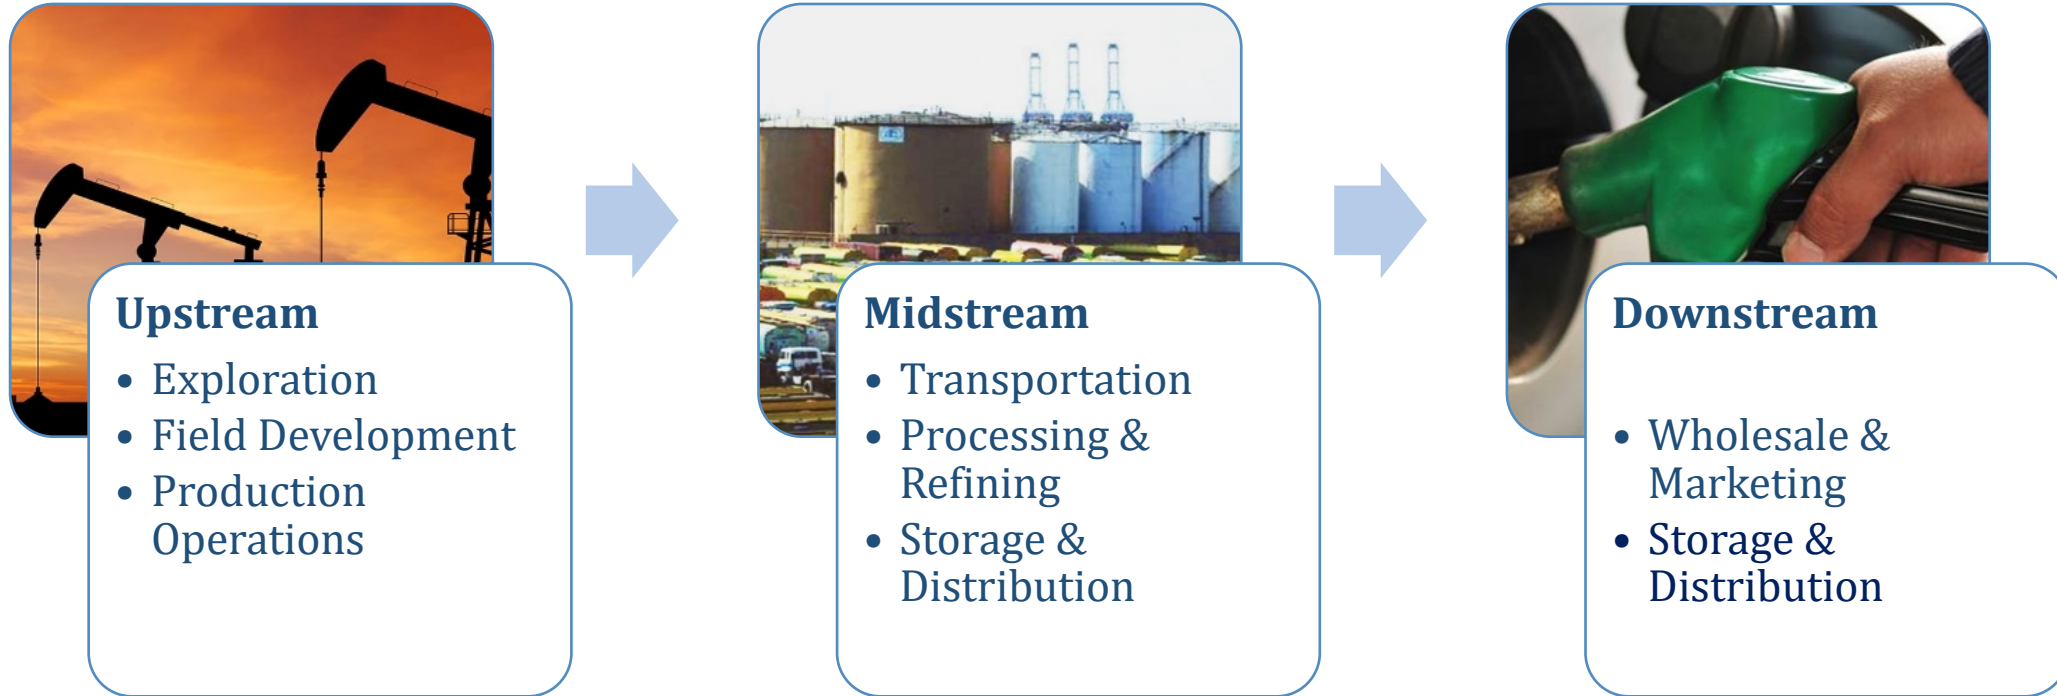 Upstream
• Exploration
• Field Development
• Production
Operations
Midstream
• Transportation
• Processing &
Refining
• Storage &
Distribution
Downstream
• Wholesale &
Marketing
• Storage &
Distribution